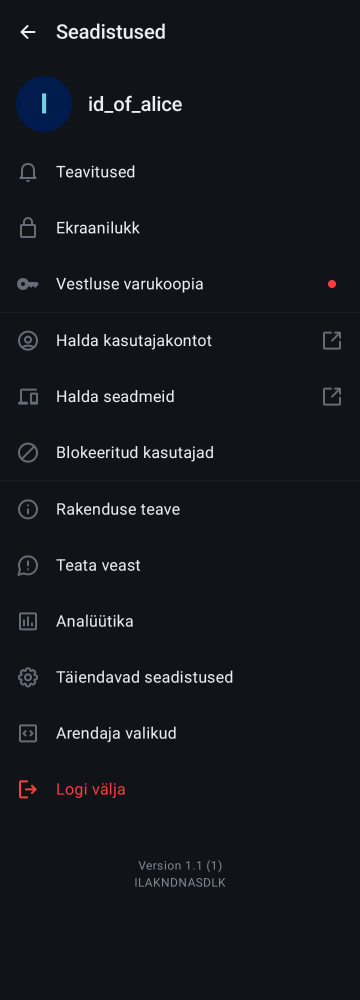 Seadistused
I
id_of_alice
Teavitused
Ekraanilukk
Vestluse varukoopia
Halda kasutajakontot
Halda seadmeid
Blokeeritud kasutajad
Rakenduse teave
Teata veast
Analüütika
Täiendavad seadistused
Arendaja valikud
Logi välja
Version 1.1 (1)
ILAKNDNASDLK